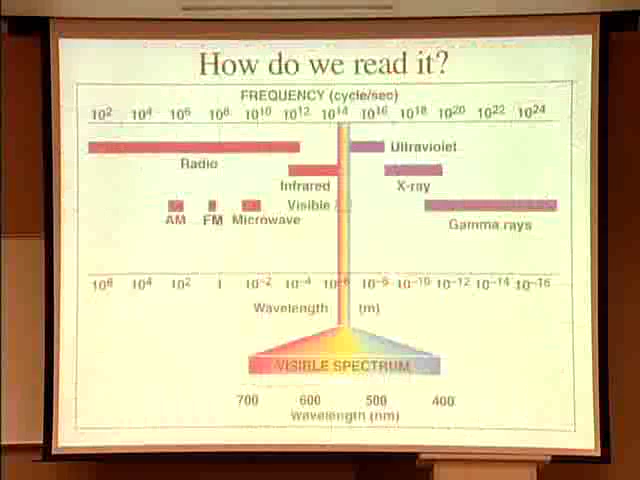 How do we read it?
FREQUENCY (cycle/sec)
10² 10⁴ 10⁶ 10⁸ 10¹⁰ 10¹² 10¹⁴ 10¹⁶ 10¹⁸ 10²⁰ 10²² 10²⁴
Ultraviolet
Radio
Infrared X-ray
Visible
AM FM Microwave
Gamma rays
10⁶ 10⁴ 10² 1 10⁻² 10⁻⁴ 10⁻⁶ 10⁻⁸ 10⁻¹⁰ 10⁻¹² 10⁻¹⁴ 10⁻¹⁶
Wavelength (m)
VISIBLE SPECTRUM
700 600 500 400
Wavelength (nm)